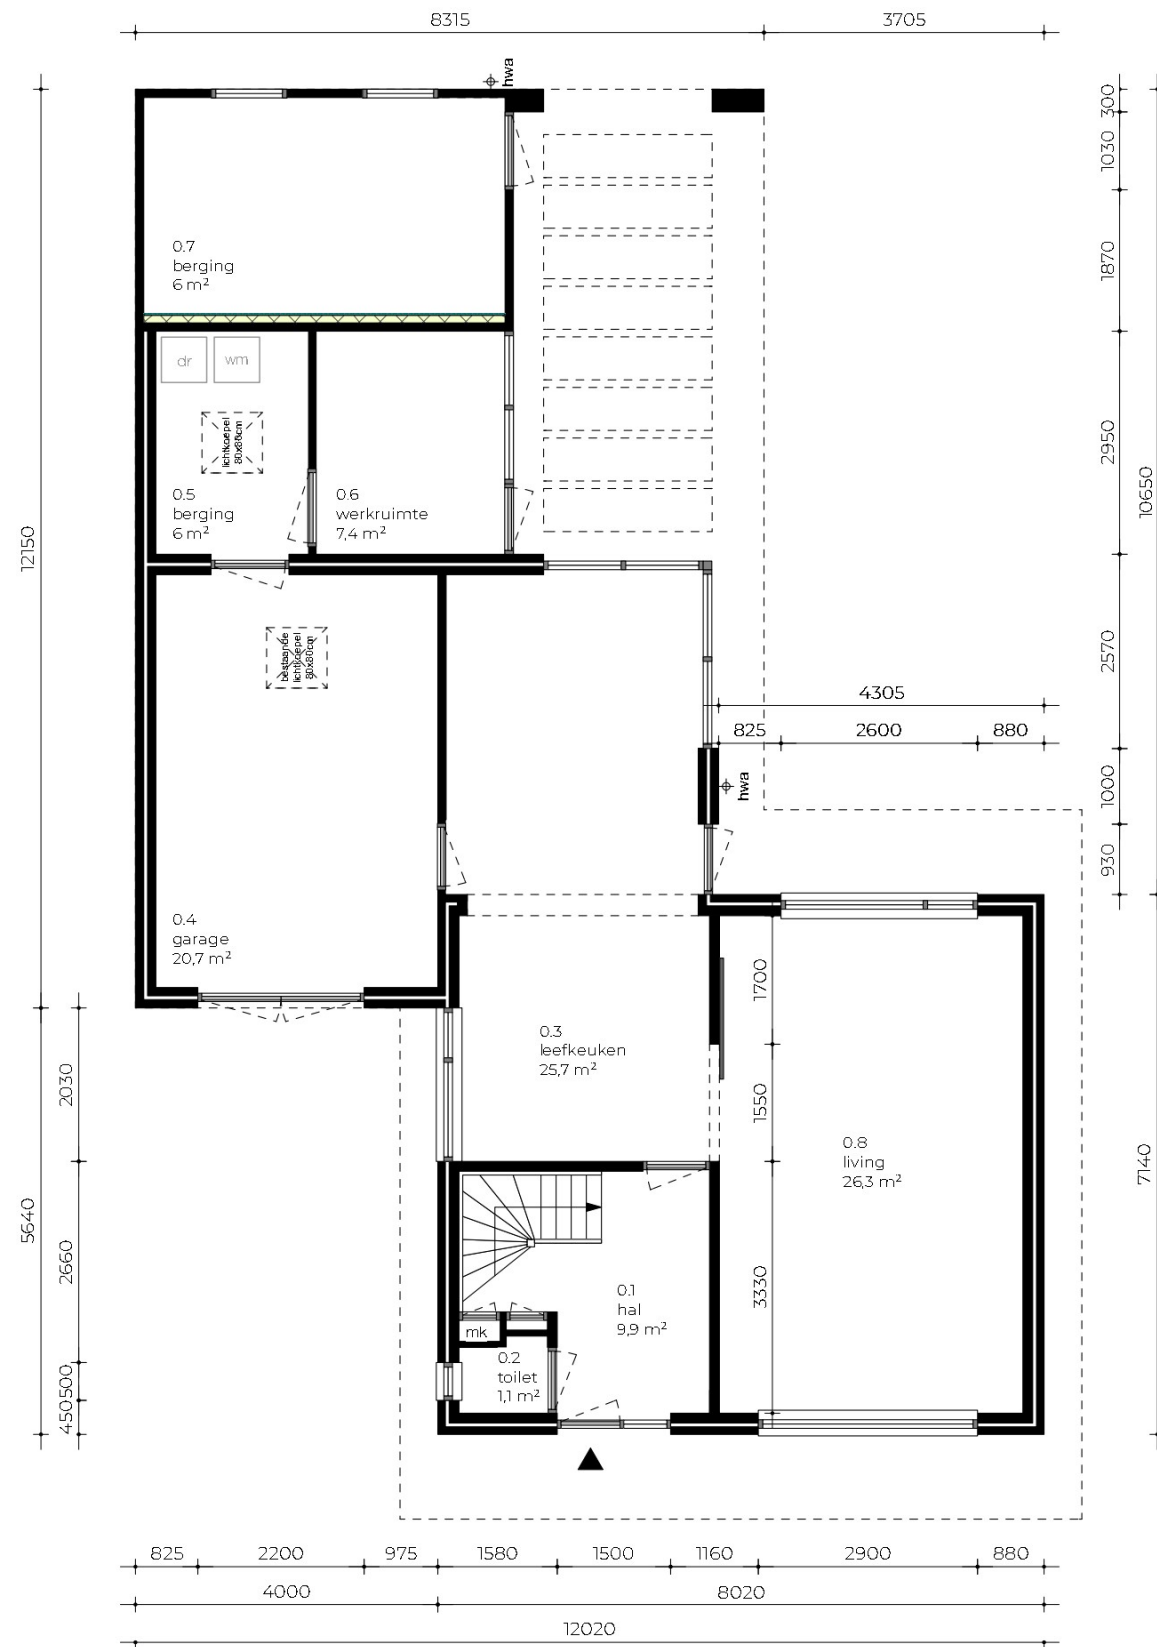 8315
3705
hwa
300
1030
1870
2950
10650
2570
1000
930
12150
0.7
berging
6 m²
dr
wm
lichtkoepel
80x80cm
0.5
berging
6 m²
0.6
werkruimte
7,4 m²
bestaande
lichtkoepel
80x80cm
4305
825
2600
880
hwa
0.4
garage
20,7 m²
1700
1550
3330
0.3
leefkeuken
25,7 m²
0.8
living
26,3 m²
7140
2030
5640
2660
500
450
0.1
hal
9,9 m²
mk
0.2
toilet
1,1 m²
825
2200
975
1580
1500
1160
2900
880
4000
8020
12020